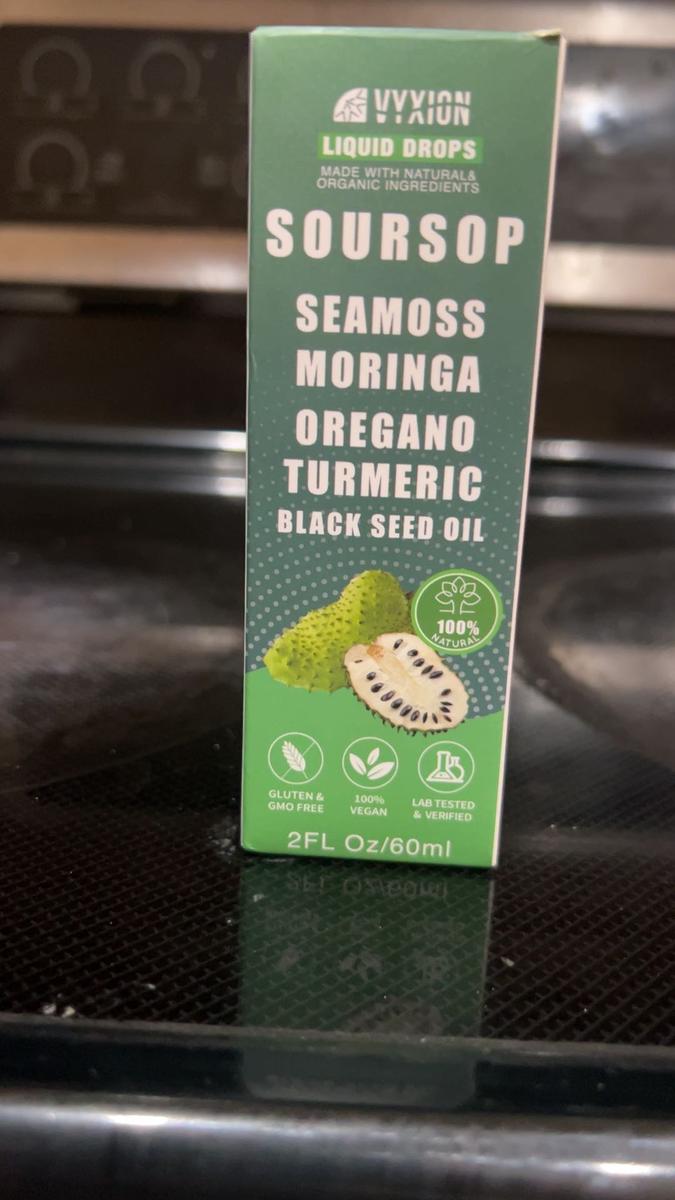 VYXION
LIQUID DROPS
MADE WITH NATURAL&
ORGANIC INGREDIENTS
SOURSOP
SEAMOSS
MORINGA
OREGANO
TURMERIC
BLACK SEED OIL
100%
NATURAL
GLUTEN &
GMO FREE
100%
VEGAN
LAB TESTED
& VERIFIED
2FL Oz/60ml